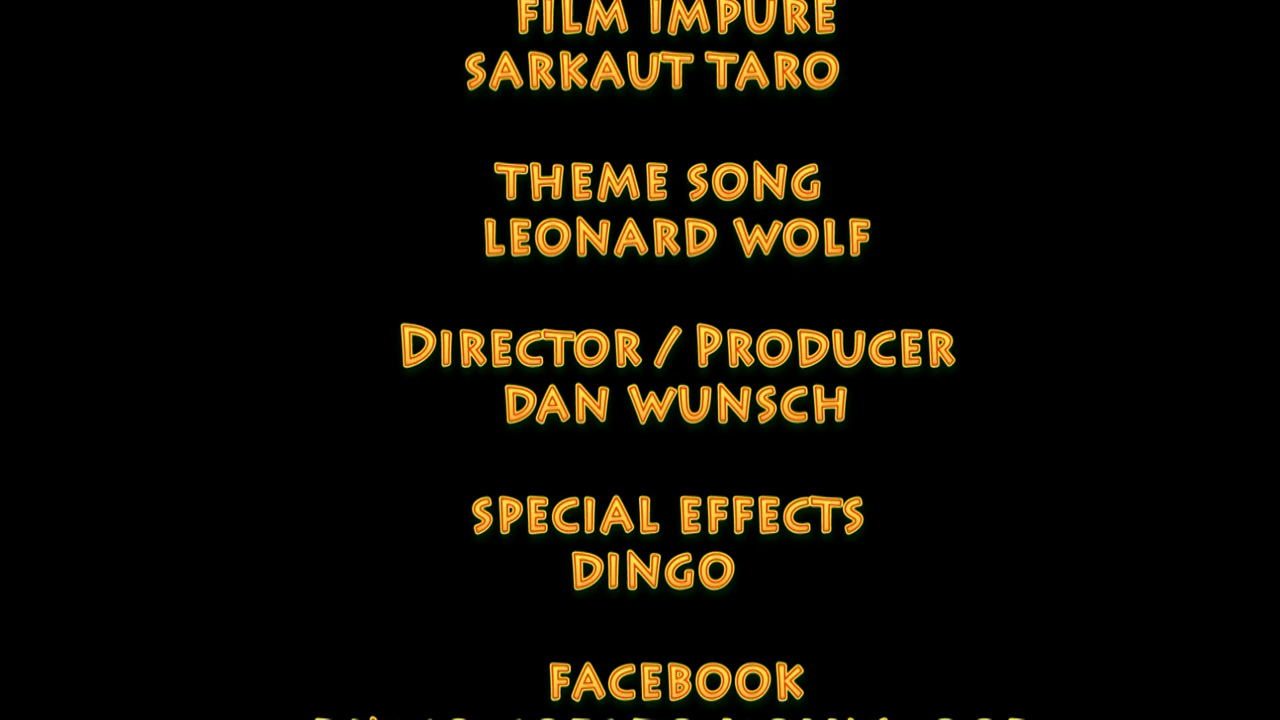 FILM IMPURE
SARKAUT TARO
THEME SONG
LEONARD WOLF
DIRECTOR / PRODUCER
DAN WUNSCH
SPECIAL EFFECTS
DINGO
FACEBOOK